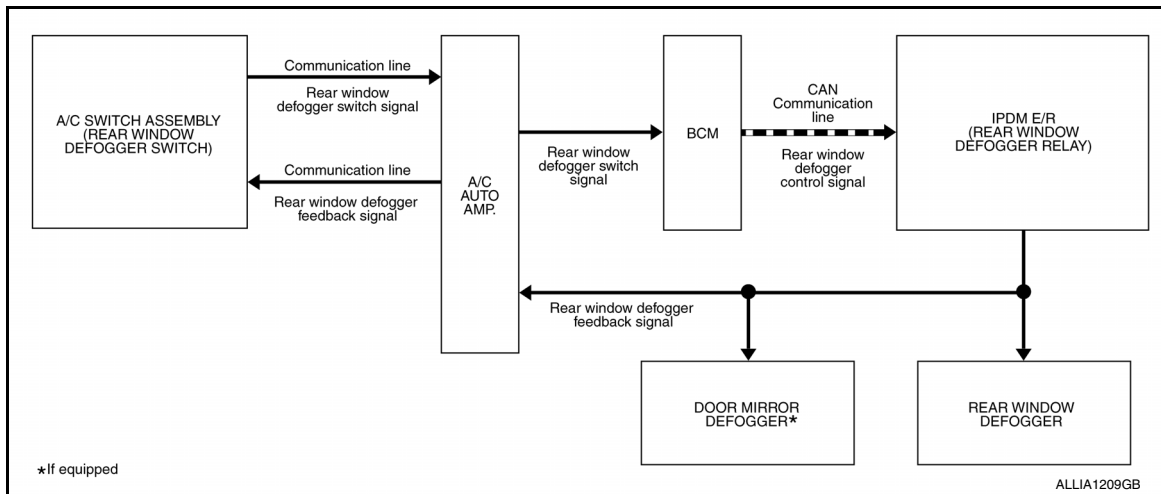 A/C SWITCH ASSEMBLY
(REAR WINDOW
DEFOGGER SWITCH)
Communication line
Rear window
defogger switch signal
Communication line
Rear window defogger
feedback signal
A/C
AUTO
AMP.
Rear window
defogger switch
signal
BCM
CAN
Communication
line
Rear window
defogger
control signal
IPDM E/R
(REAR WINDOW
DEFOGGER RELAY)
Rear window defogger
feedback signal
DOOR MIRROR
DEFOGGER*
REAR WINDOW
DEFOGGER
*If equipped
ALLIA1209GB